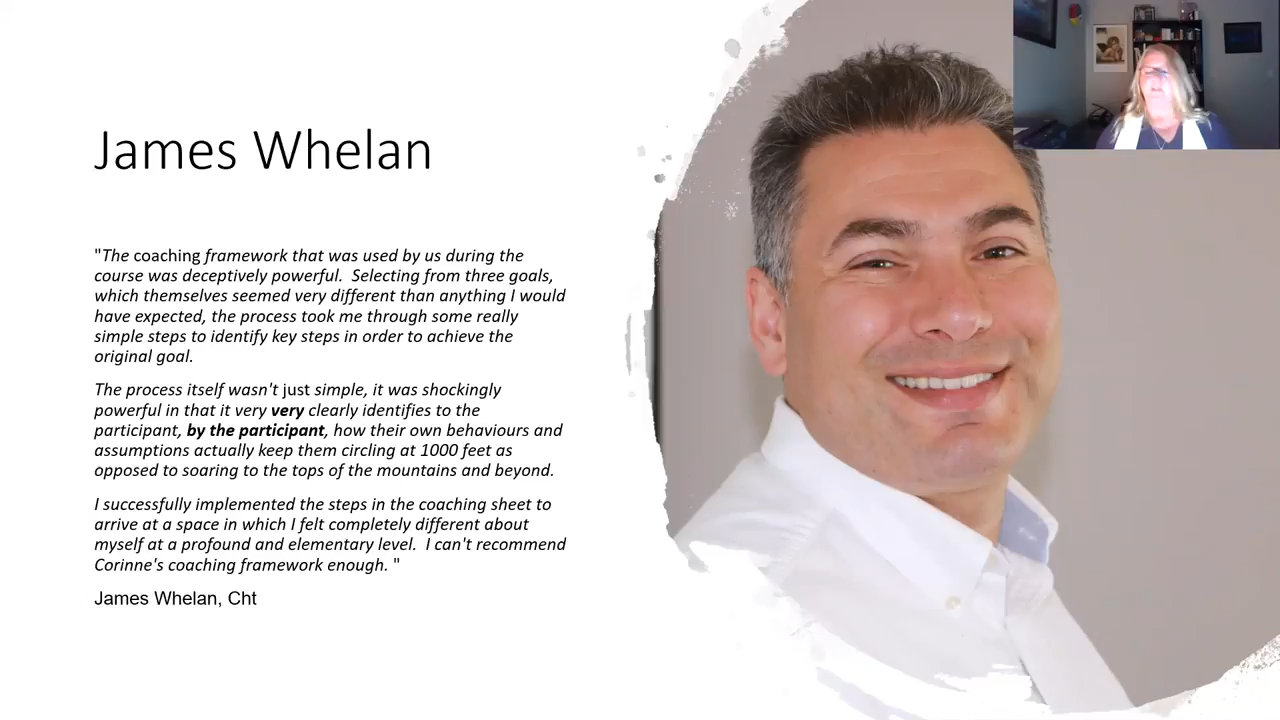 James Whelan
"The coaching framework that was used by us during the
course was deceptively powerful.  Selecting from three goals,
which themselves seemed very different than anything I would
have expected, the process took me through some really
simple steps to identify key steps in order to achieve the
original goal.
The process itself wasn't just simple, it was shockingly
powerful in that it very very clearly identifies to the
participant, by the participant, how their own behaviours and
assumptions actually keep them circling at 1000 feet as
opposed to soaring to the tops of the mountains and beyond.
I successfully implemented the steps in the coaching sheet to
arrive at a space in which I felt completely different about
myself at a profound and elementary level.  I can't recommend
Corinne's coaching framework enough. "
James Whelan, Cht